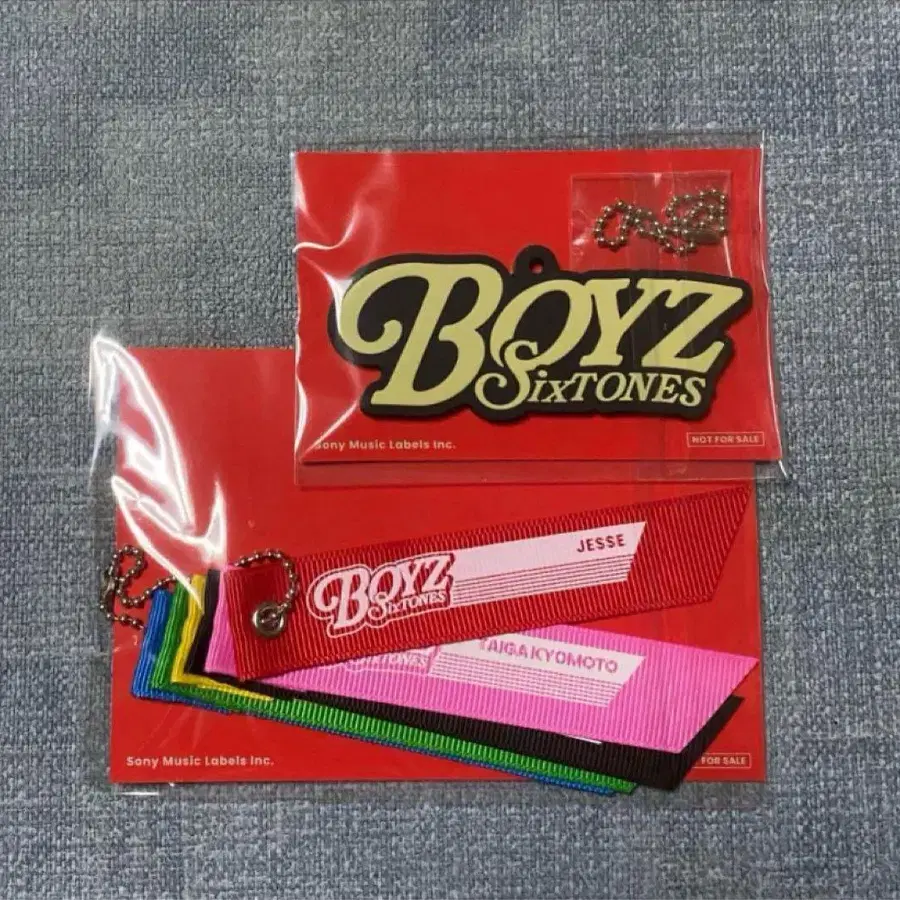 BOYZ
SixTONES
Sony Music Labels Inc.
NOT FOR SALE
JESSE
BOYZ
SixTONES
TAIGA KYOMOTO
SixTONES
Sony Music Labels Inc.
FOR SALE